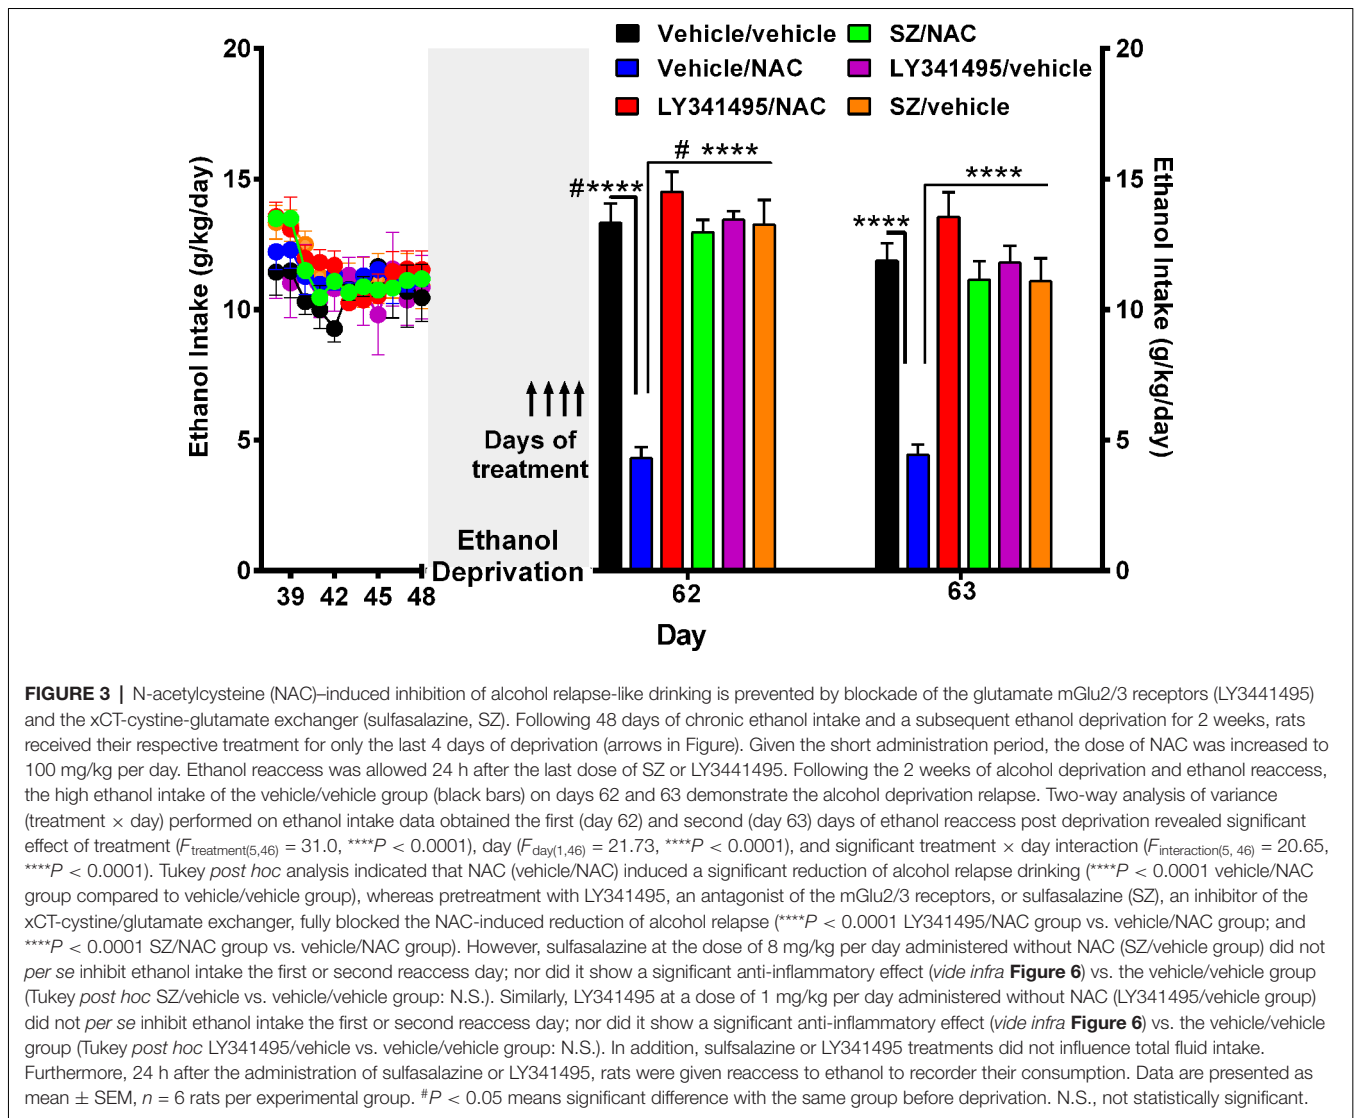 Vehicle/vehicle
SZ/NAC
Vehicle/NAC
LY341495/vehicle
LY341495/NAC
SZ/vehicle
20
15
10
5
0
Ethanol Intake (g/kg/day)
39 42 45 48
Days of
treatment
Ethanol
Deprivation
#****
# ****
****
****
62
63
Day
20
15
10
5
0
Ethanol Intake (g/kg/day)
FIGURE 3 | N-acetylcysteine (NAC)–induced inhibition of alcohol relapse-like drinking is prevented by blockade of the glutamate mGlu2/3 receptors (LY3441495)
and the xCT-cystine-glutamate exchanger (sulfasalazine, SZ). Following 48 days of chronic ethanol intake and a subsequent ethanol deprivation for 2 weeks, rats
received their respective treatment for only the last 4 days of deprivation (arrows in Figure). Given the short administration period, the dose of NAC was increased to
100 mg/kg per day. Ethanol reaccess was allowed 24 h after the last dose of SZ or LY3441495. Following the 2 weeks of alcohol deprivation and ethanol reaccess,
the high ethanol intake of the vehicle/vehicle group (black bars) on days 62 and 63 demonstrate the alcohol deprivation relapse. Two-way analysis of variance
(treatment × day) performed on ethanol intake data obtained the first (day 62) and second (day 63) days of ethanol reaccess post deprivation revealed significant
effect of treatment (Ftreatment(5,46) = 31.0, ****P < 0.0001), day (Fday(1,46) = 21.73, ****P < 0.0001), and significant treatment × day interaction (Finteraction(5, 46) = 20.65,
****P < 0.0001). Tukey post hoc analysis indicated that NAC (vehicle/NAC) induced a significant reduction of alcohol relapse drinking (****P < 0.0001 vehicle/NAC
group compared to vehicle/vehicle group), whereas pretreatment with LY341495, an antagonist of the mGlu2/3 receptors, or sulfasalazine (SZ), an inhibitor of the
xCT-cystine/glutamate exchanger, fully blocked the NAC-induced reduction of alcohol relapse (****P < 0.0001 LY341495/NAC group vs. vehicle/NAC group; and
****P < 0.0001 SZ/NAC group vs. vehicle/NAC group). However, sulfasalazine at the dose of 8 mg/kg per day administered without NAC (SZ/vehicle group) did not
per se inhibit ethanol intake the first or second reaccess day; nor did it show a significant anti-inflammatory effect (vide infra Figure 6) vs. the vehicle/vehicle group
(Tukey post hoc SZ/vehicle vs. vehicle/vehicle group: N.S.). Similarly, LY341495 at a dose of 1 mg/kg per day administered without NAC (LY341495/vehicle group)
did not per se inhibit ethanol intake the first or second reaccess day; nor did it show a significant anti-inflammatory effect (vide infra Figure 6) vs. the vehicle/vehicle
group (Tukey post hoc LY341495/vehicle vs. vehicle/vehicle group: N.S.). In addition, sulfsalazine or LY341495 treatments did not influence total fluid intake.
Furthermore, 24 h after the administration of sulfasalazine or LY341495, rats were given reaccess to ethanol to recorder their consumption. Data are presented as
mean ± SEM, n = 6 rats per experimental group. #P < 0.05 means significant difference with the same group before deprivation. N.S., not statistically significant.